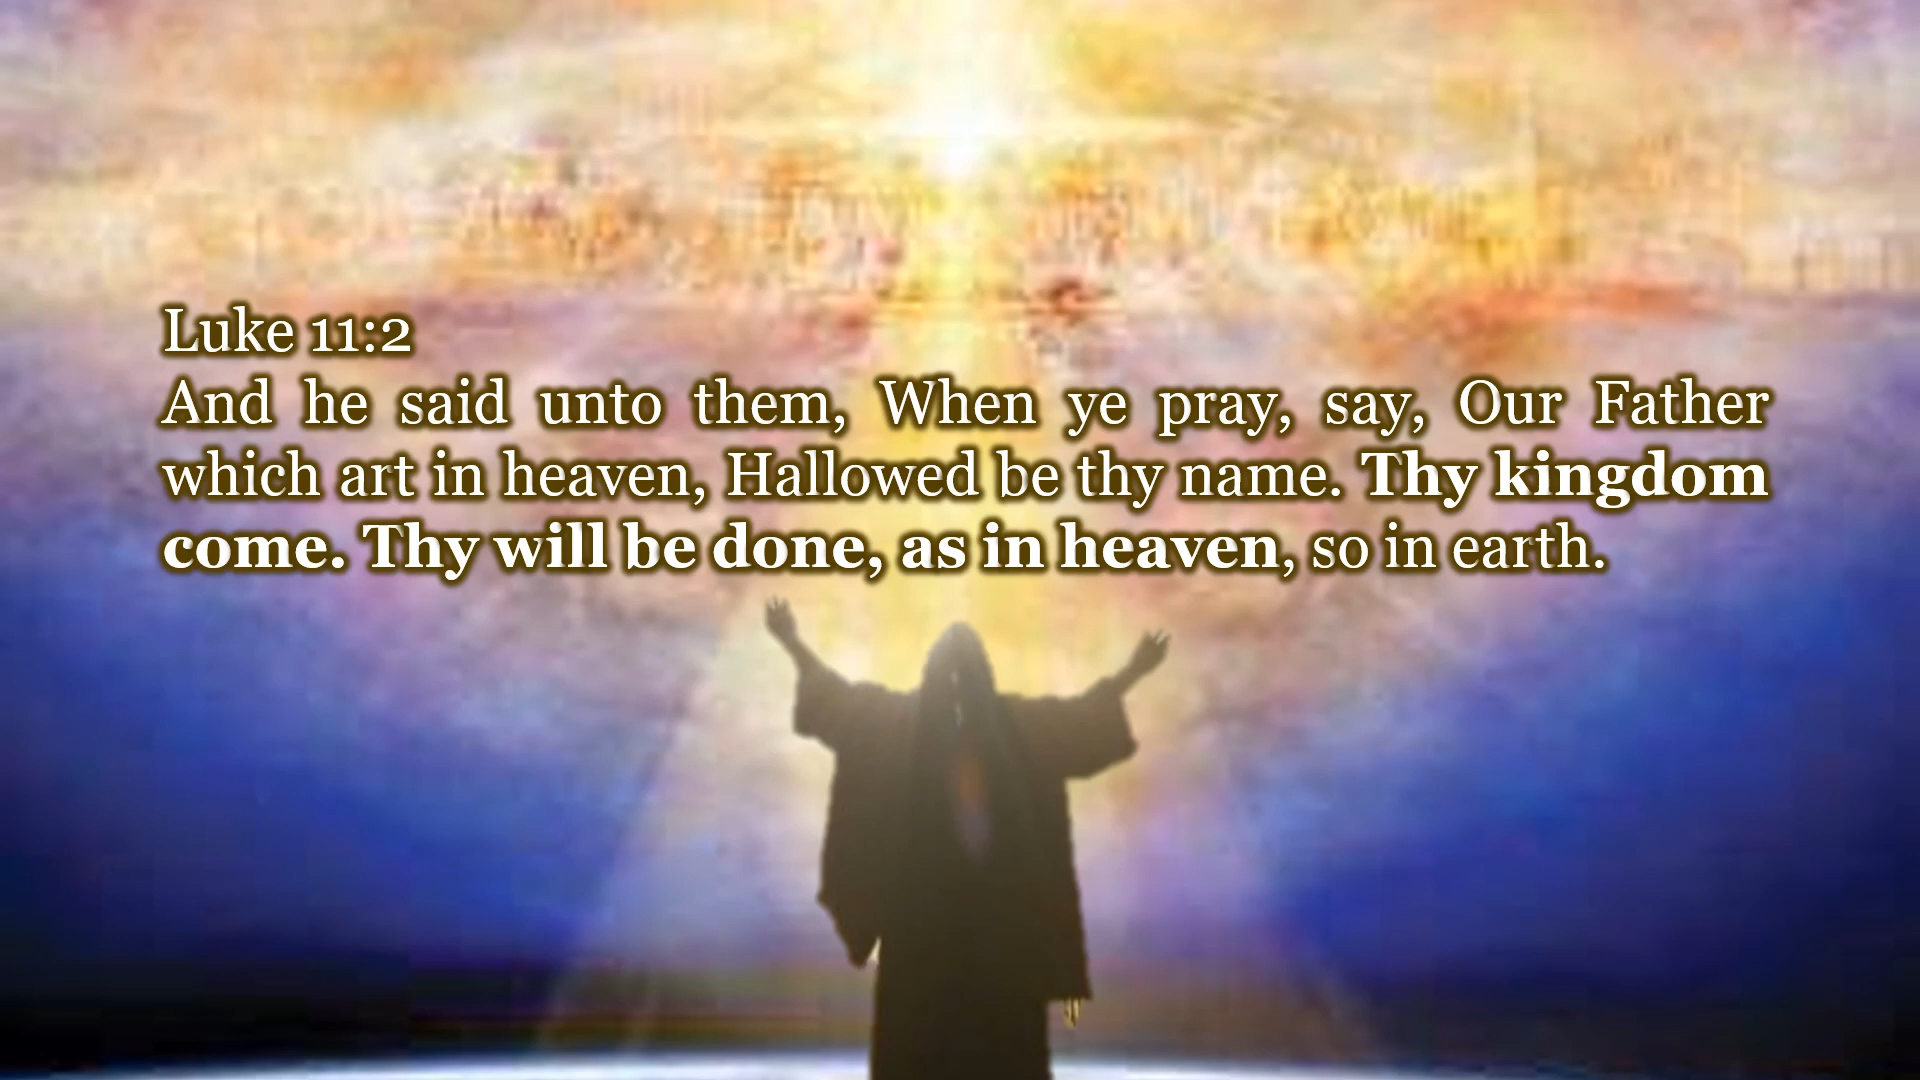 Luke 11:2
And he said unto them, When ye pray, say, Our Father
which art in heaven, Hallowed be thy name. Thy kingdom
come. Thy will be done, as in heaven, so in earth.